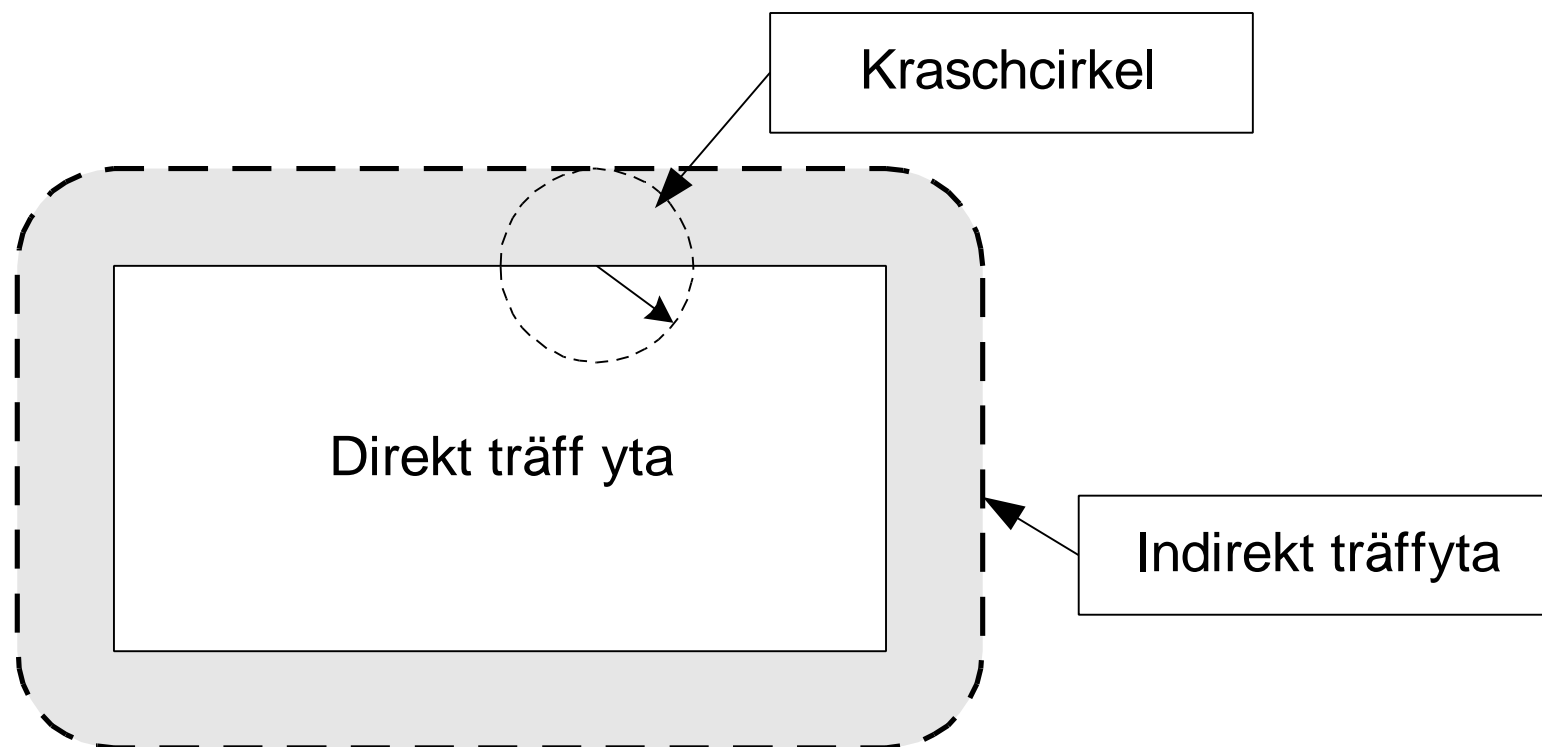 Kraschcirkel
Direkt träff yta
Indirekt träffyta